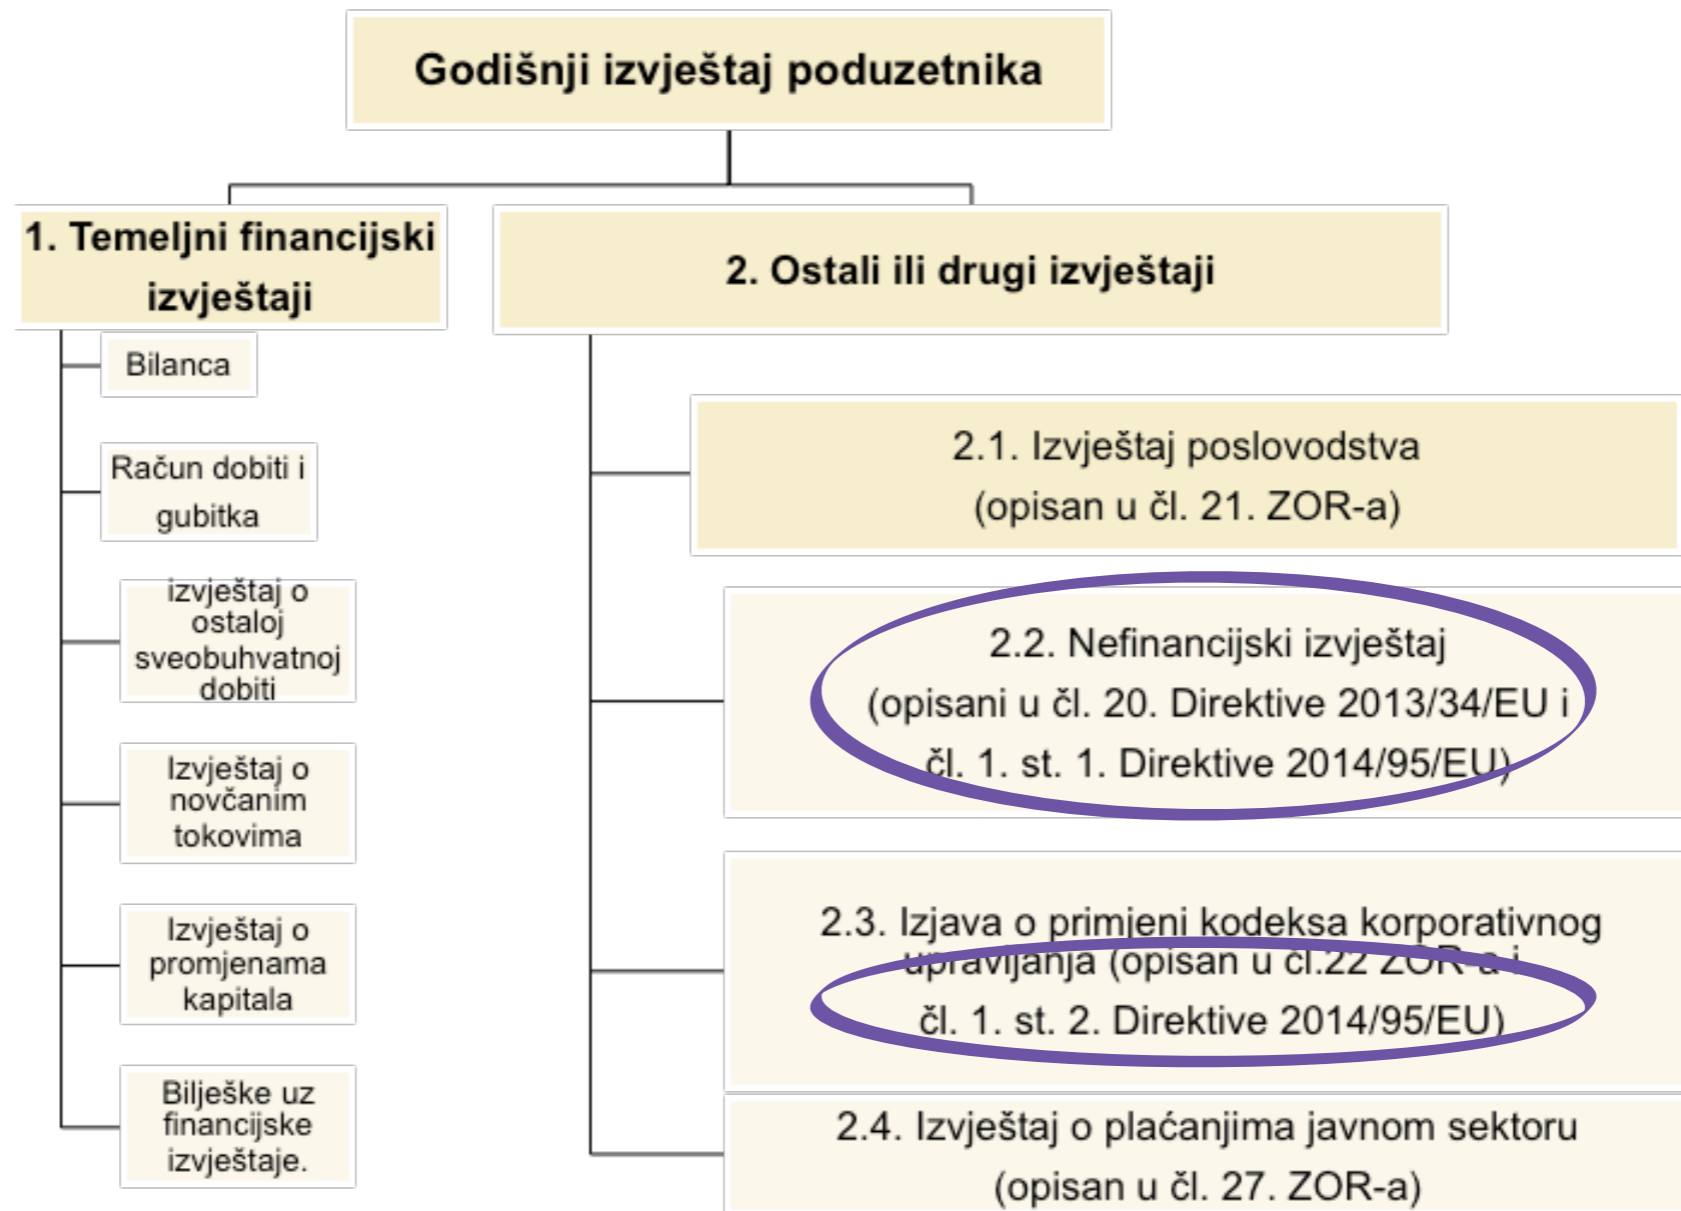 Godišnji izvještaj poduzetnika
1. Temeljni financijski
izvještaji
Bilanca
Račun dobiti i
gubitka
izvještaj o
ostaloj
sveobuhvatnoj
dobiti
Izvještaj o
novčanim
tokovima
Izvještaj o
promjenama
kapitala
Bilješke uz
financijske
izvještaje.
2. Ostali ili drugi izvještaji
2.1. Izvještaj poslovodstva
(opisan u čl. 21. ZOR-a)
2.2. Nefinancijski izvještaj
(opisani u čl. 20. Direktive 2013/34/EU i
čl. 1. st. 1. Direktive 2014/95/EU)
2.3. Izjava o primjeni kodeksa korporativnog
upravljanja (opisan u čl.22 ZOR-a i
čl. 1. st. 2. Direktive 2014/95/EU)
2.4. Izvještaj o plaćanjima javnom sektoru
(opisan u čl. 27. ZOR-a)